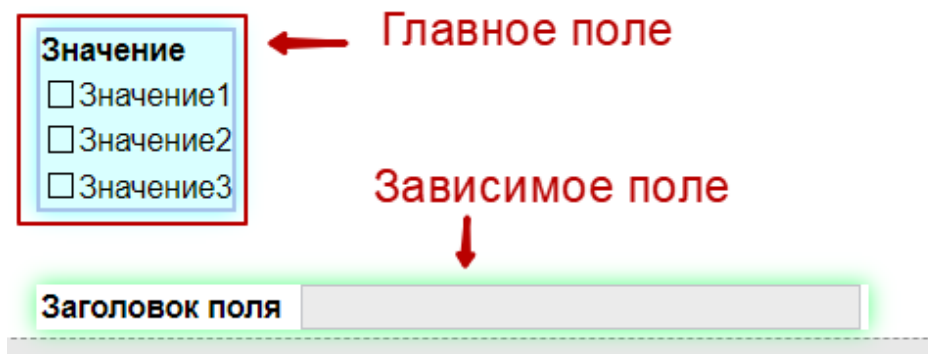 Значение
Главное поле
Значение1
Значение2
Значение3
Зависимое поле
Заголовок поля